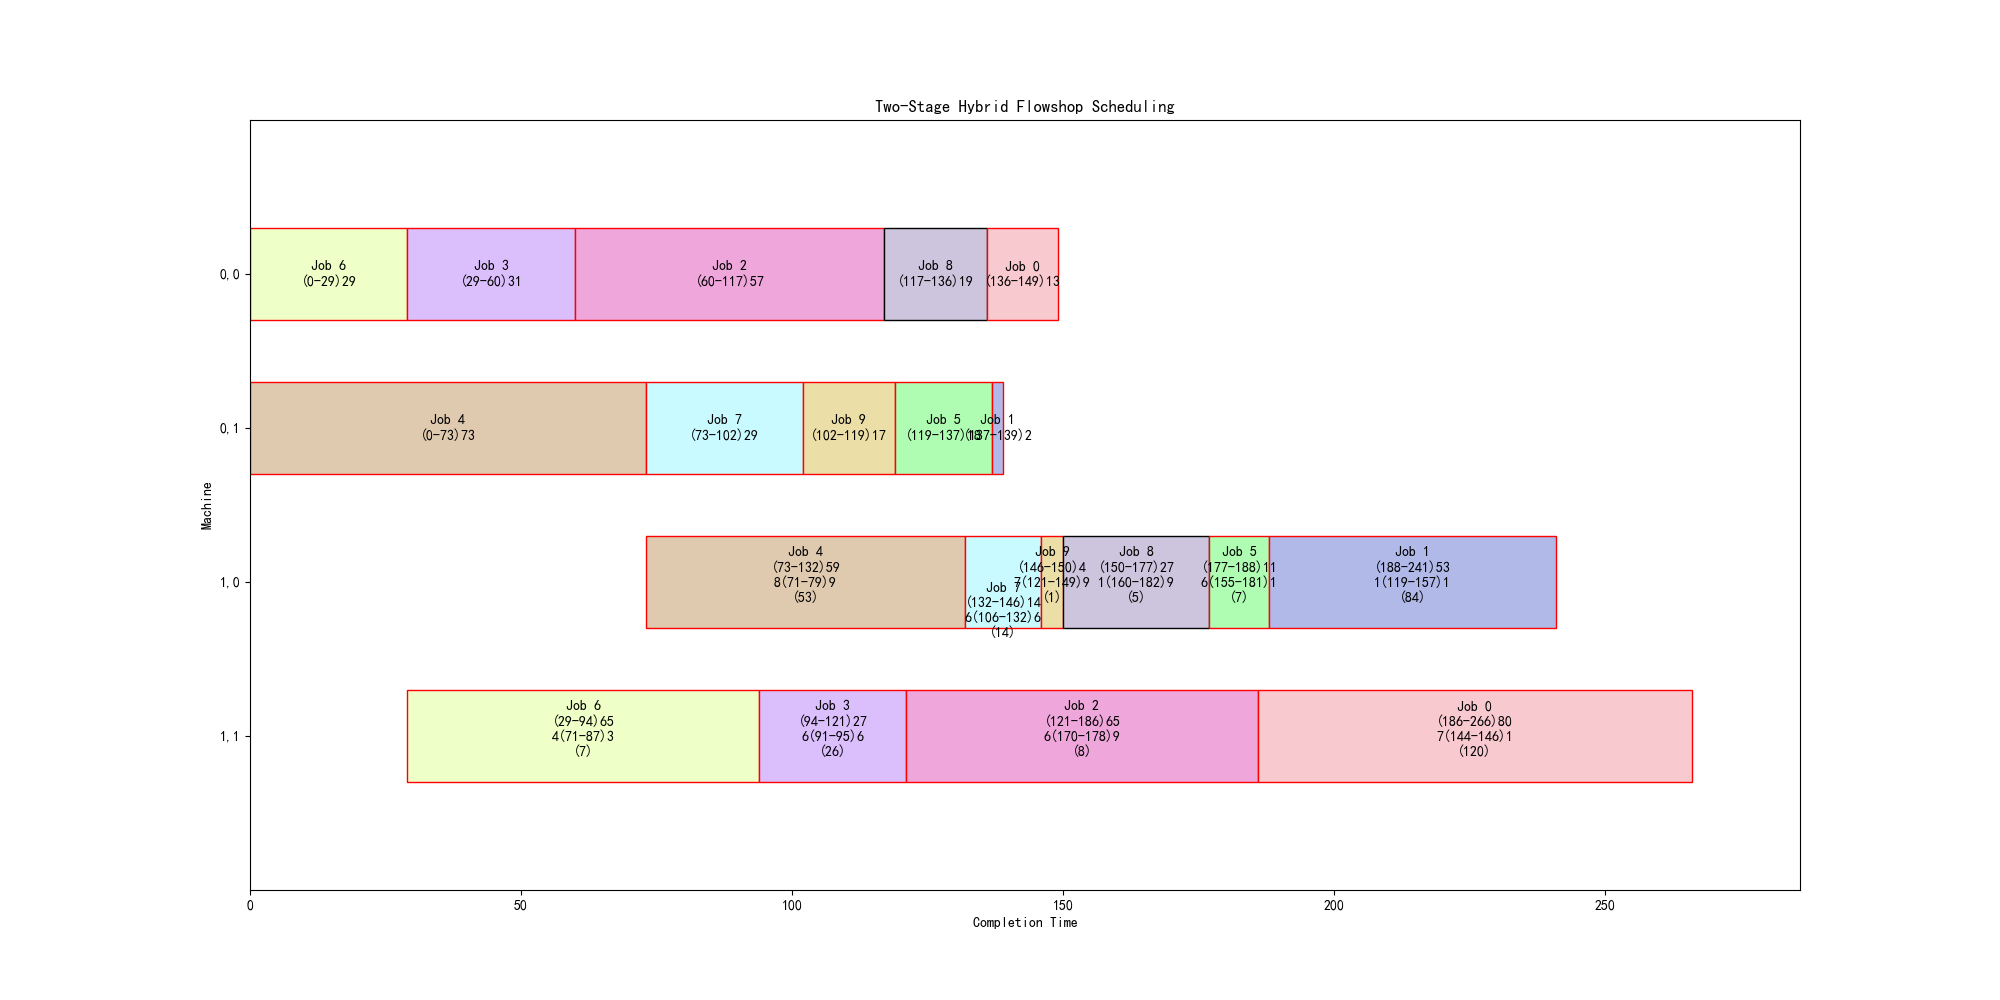 Two-Stage Hybrid Flowshop Scheduling
0,0
Job 6
(0-29)29
Job 3
(29-60)31
Job 2
(60-117)57
Job 8
(117-136)19
Job 0
(136-149)13
0,1
Job 4
(0-73)73
Job 7
(73-102)29
Job 9
(102-119)17
Job 5
(119-137)18
Job 1
(137-139)2
Machine
1,0
Job 4
(73-132)59
8(71-79)9
(53)
Job 7
(132-146)14
6(106-132)6
(14)
Job 9
(146-150)4
7(121-149)9
(1)
Job 8
(150-177)27
1(160-182)9
(5)
Job 5
(177-188)11
6(155-181)1
(7)
Job 1
(188-241)53
1(119-157)1
(84)
1,1
Job 6
(29-94)65
4(71-87)3
(7)
Job 3
(94-121)27
6(91-95)6
(26)
Job 2
(121-186)65
6(170-178)9
(8)
Job 0
(186-266)80
7(144-146)1
(120)
0
50
100
150
200
250
Completion Time